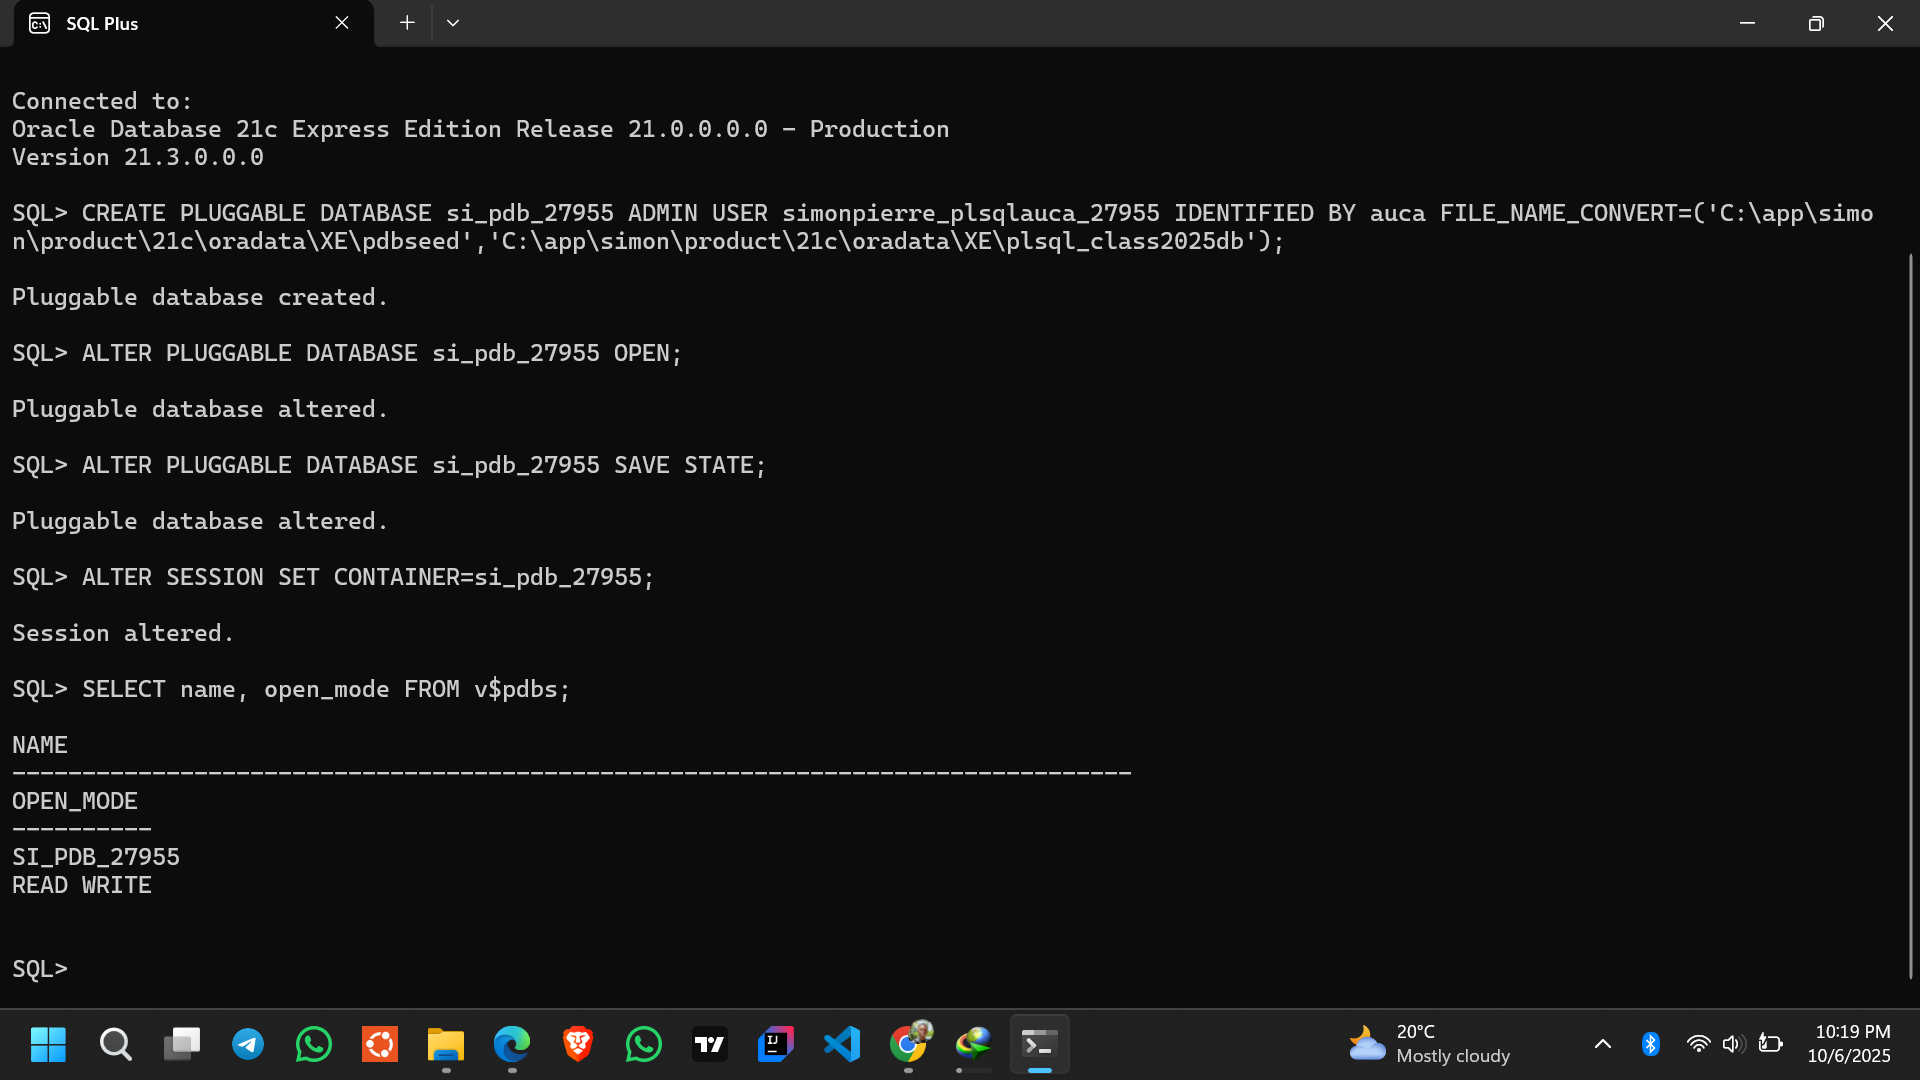 SQL Plus
Connected to:
Oracle Database 21c Express Edition Release 21.0.0.0.0 - Production
Version 21.3.0.0.0
SQL> CREATE PLUGGABLE DATABASE si_pdb_27955 ADMIN USER simonpierre_plsqlauca_27955 IDENTIFIED BY auca FILE_NAME_CONVERT=('C:\app\simo
n\product\21c\oradata\XE\pdbseed','C:\app\simon\product\21c\oradata\XE\plsql_class2025db');
Pluggable database created.
SQL> ALTER PLUGGABLE DATABASE si_pdb_27955 OPEN;
Pluggable database altered.
SQL> ALTER PLUGGABLE DATABASE si_pdb_27955 SAVE STATE;
Pluggable database altered.
SQL> ALTER SESSION SET CONTAINER=si_pdb_27955;
Session altered.
SQL> SELECT name, open_mode FROM v$pdbs;
NAME
--------------------------------------------------------------------------------
OPEN_MODE
----------
SI_PDB_27955
READ WRITE
SQL>
20°C
Mostly cloudy
10:19 PM
10/6/2025